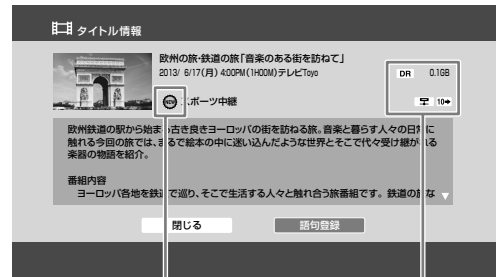 タイトル情報
欧州の旅・鉄道の旅「音楽のある街を訪ねて」
2013/ 6/17(月) 4:00PM(1H00M)テレビToyo
DR 0.1GB
NEW ポーツ中継
10
欧州鉄道の駅から始まる古き良きヨーロッパの街を訪ねる旅。音楽と暮らす人々の日常に
触れる今回の旅では、まるで絵本の中に迷い込んだような世界とそこで代々受け継がれる
楽器の物語を紹介。
番組内容
ヨーロッパ各地を鉄道で巡り、そこで生活する人々と触れ合う旅番組です。鉄道の旅な
閉じる
語句登録